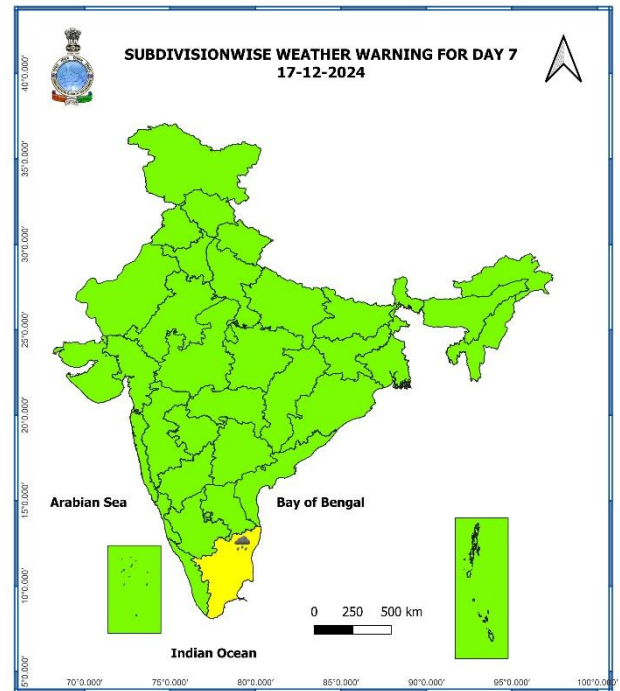 SUBDIVISIONWISE WEATHER WARNING FOR DAY 7
17-12-2024
40°0.000'
35°0.000'
30°0.000'
25°0.000'
20°0.000'
15°0.000'
10°0.000'
5°0.000'
Arabian Sea
Bay of Bengal
0 250 500 km
Indian Ocean
70°0.000' 75°0.000' 80°0.000' 85°0.000' 90°0.000' 95°0.000' 100°0.000'